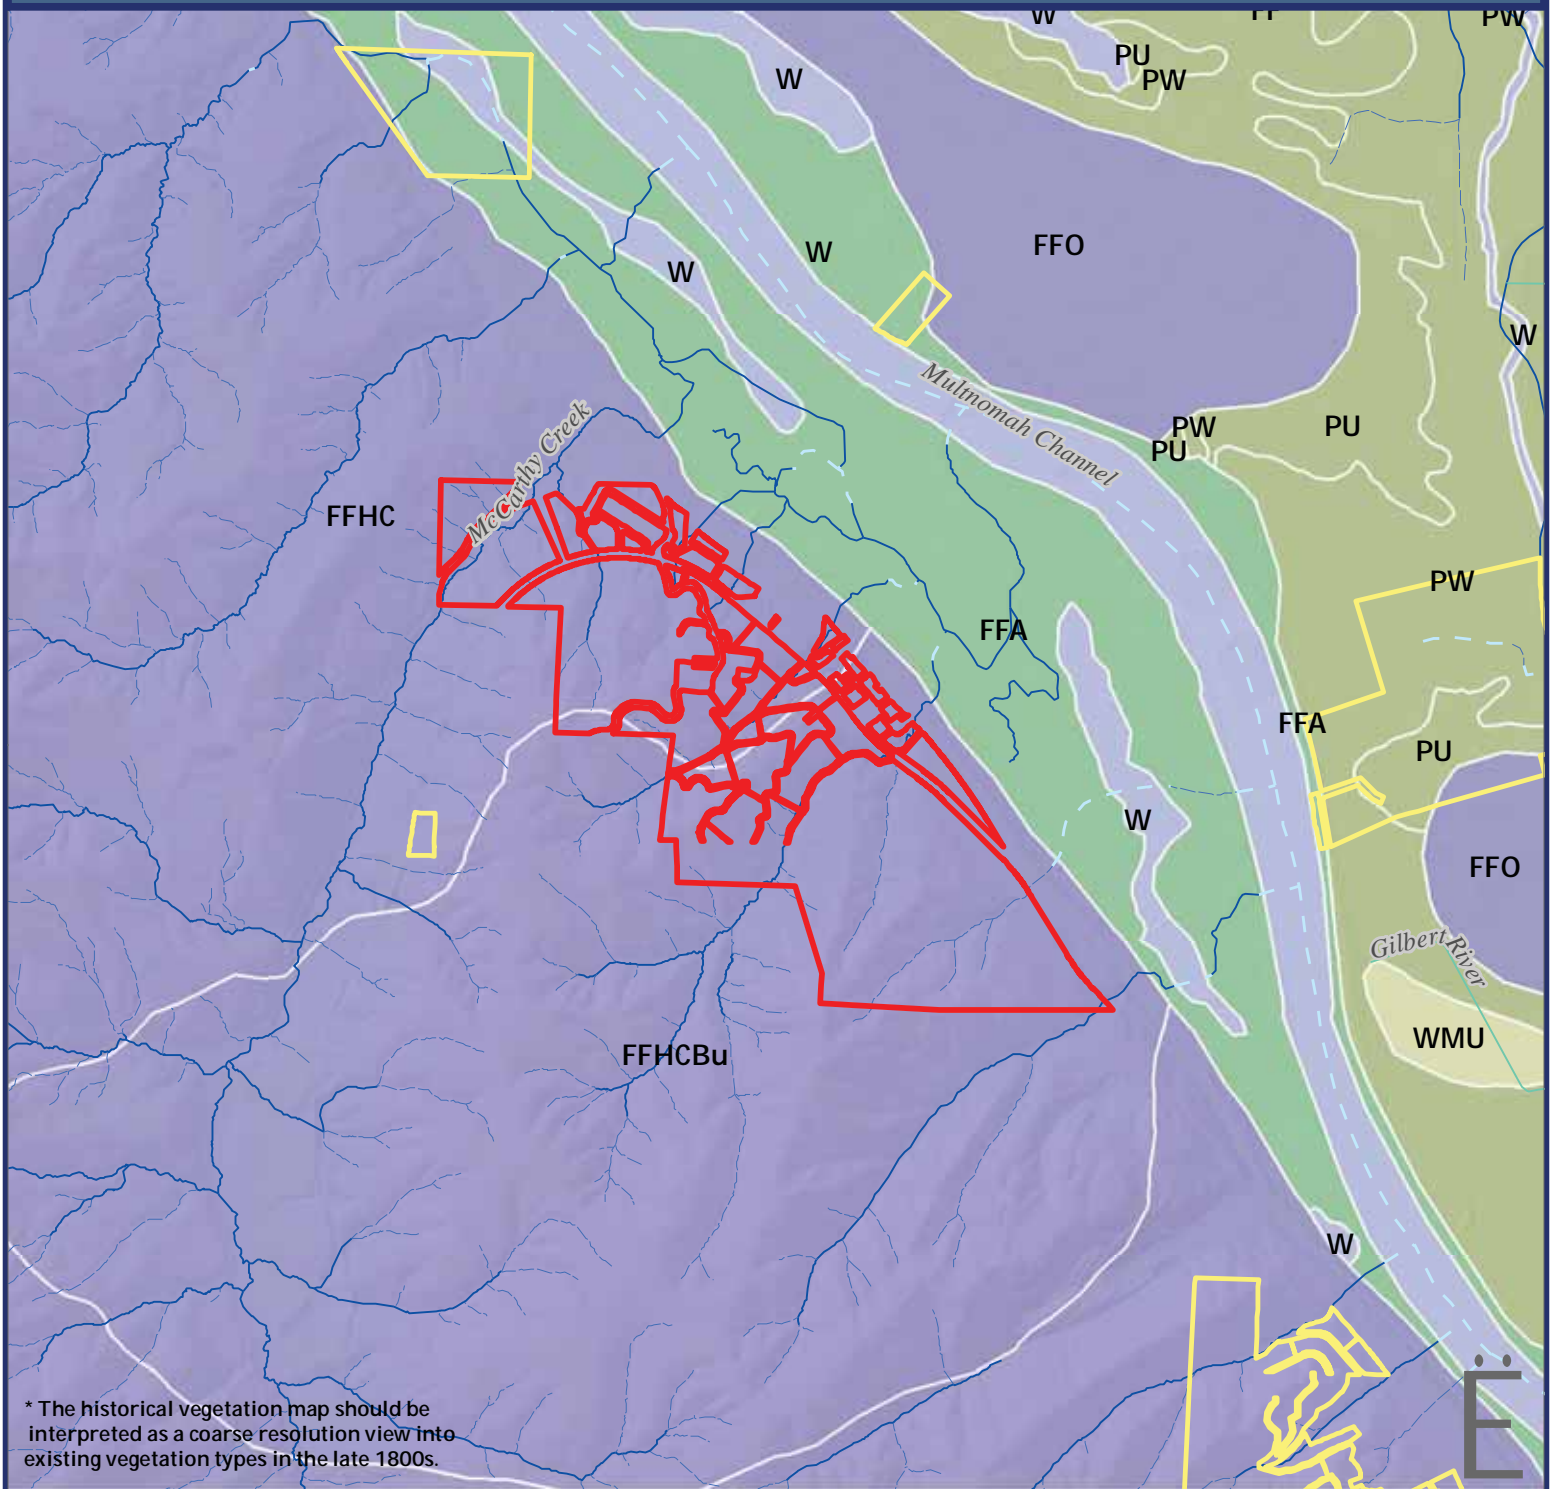 W
PW
PU
PW
W
W
FFO
W
W
Multnomah Channel
PW
PU
PU
McCarthy Creek
FFHC
PW
FFA
FFA
PU
W
FFO
Gilbert River
WMU
FFHCBu
W
* The historical vegetation map should be
interpreted as a coarse resolution view into
existing vegetation types in the late 1800s.
Ë